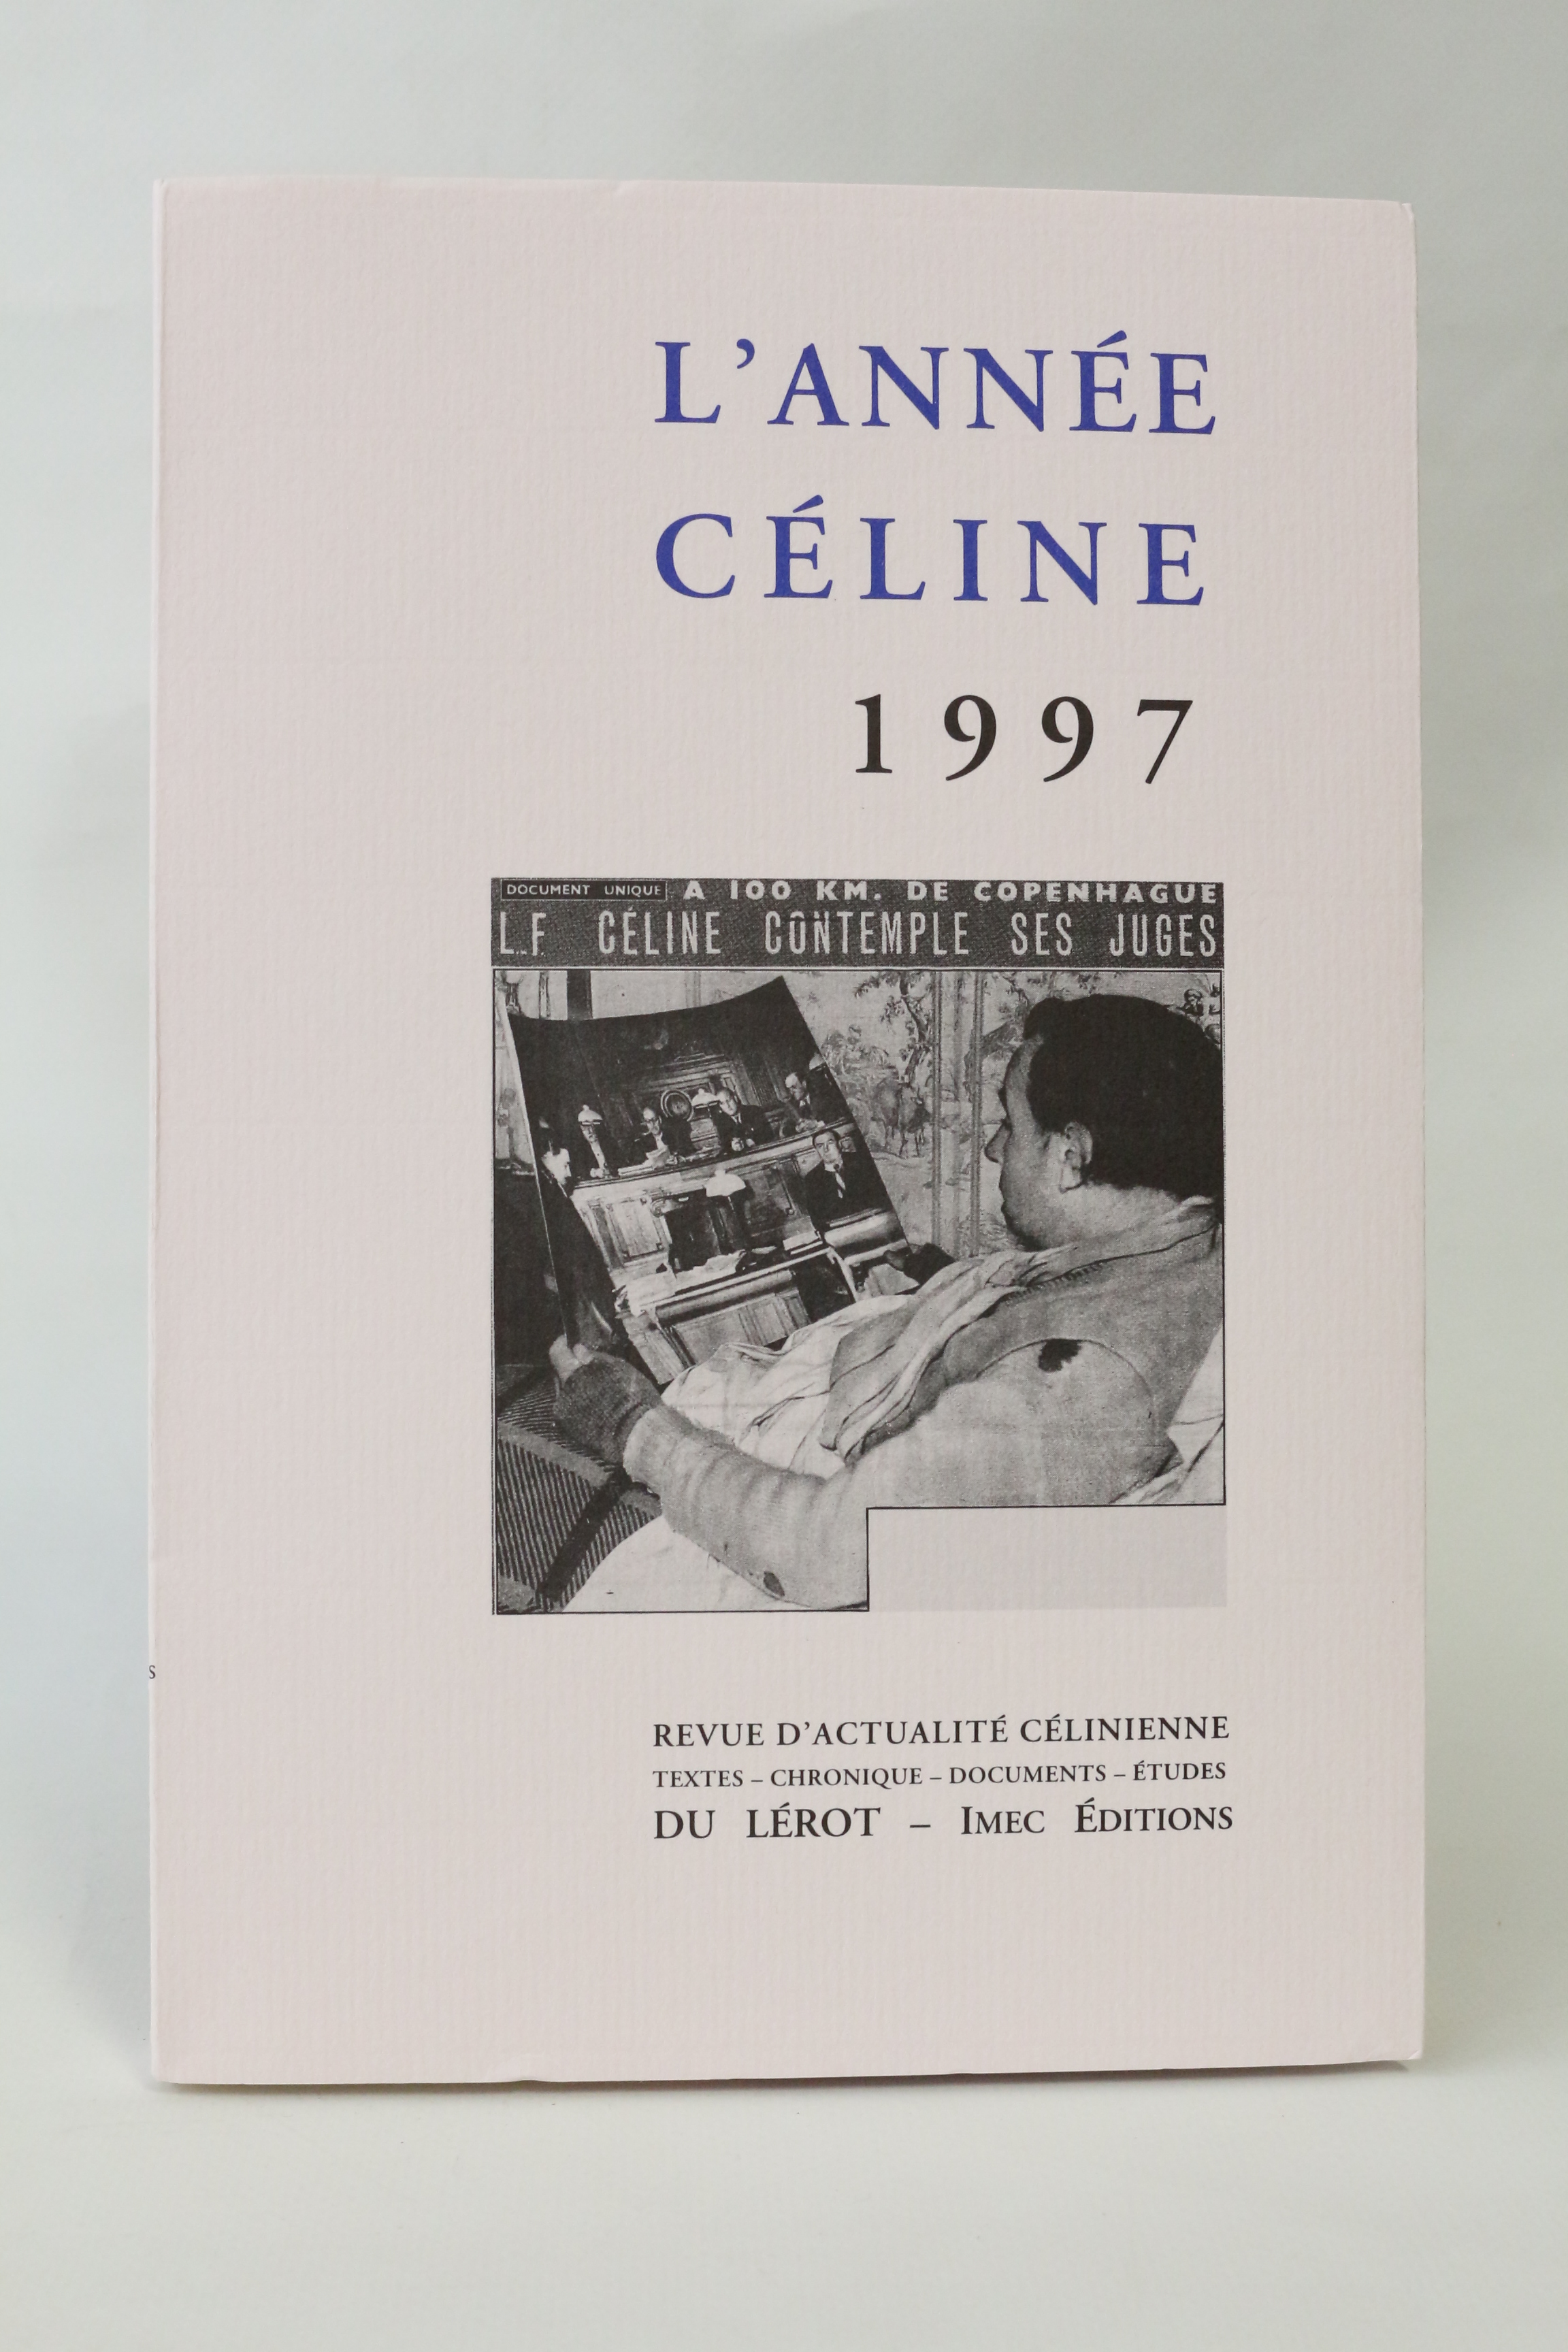 L'ANNÉE
CÉLINE
1997
DOCUMENT UNIQUE A 100 KM. DE COPENHAGUE
L.F. CÉLINE CONTEMPLE SES JUGES
S
REVUE D'ACTUALITÉ CÉLINIENNE
TEXTES – CHRONIQUE – DOCUMENTS – ÉTUDES
DU LÉROT – IMEC ÉDITIONS